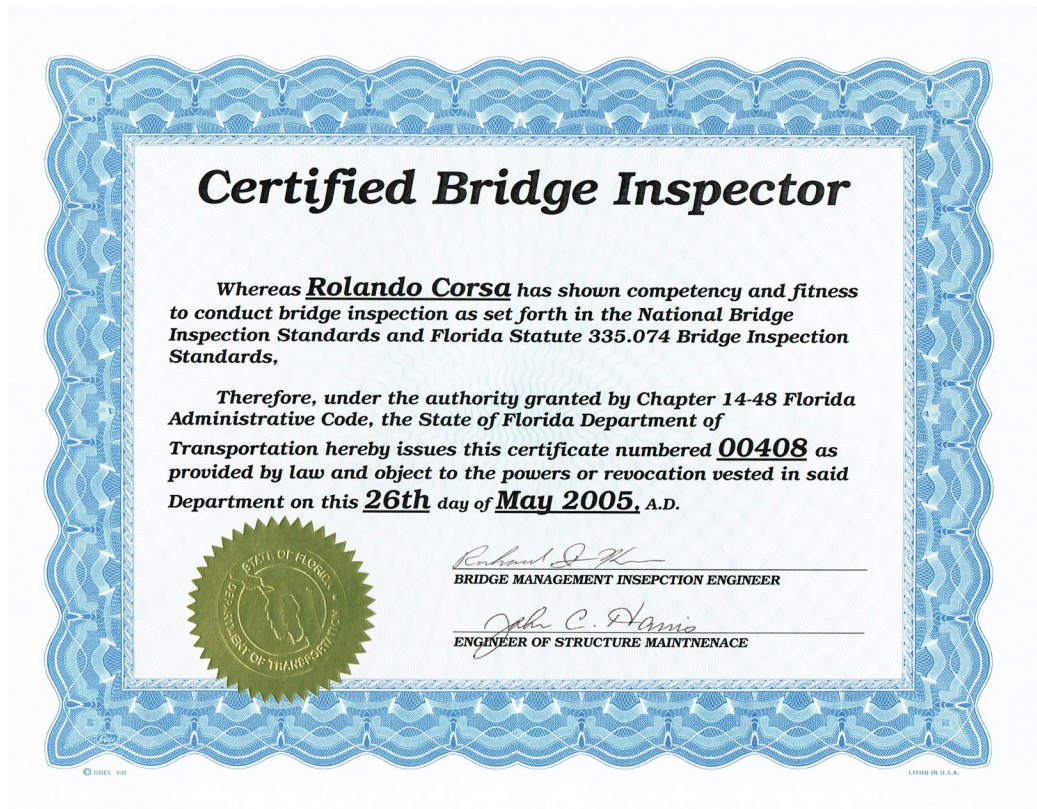 Certified Bridge Inspector
Whereas Rolando Corsa has shown competency and fitness
to conduct bridge inspection as set forth in the National Bridge
Inspection Standards and Florida Statute 335.074 Bridge Inspection
Standards,
Therefore, under the authority granted by Chapter 14-48 Florida
Administrative Code, the State of Florida Department of
Transportation hereby issues this certificate numbered 00408 as
provided by law and object to the powers or revocation vested in said
Department on this 26th day of May 2005, A.D.
STATE OF FLORIDA
DEPARTMENT OF TRANSPORTATION
BRIDGE MANAGEMENT INSEPCTION ENGINEER
John C. Harris
ENGINEER OF STRUCTURE MAINTNENACE
Goes
© GOES 910
LITHO IN U.S.A.